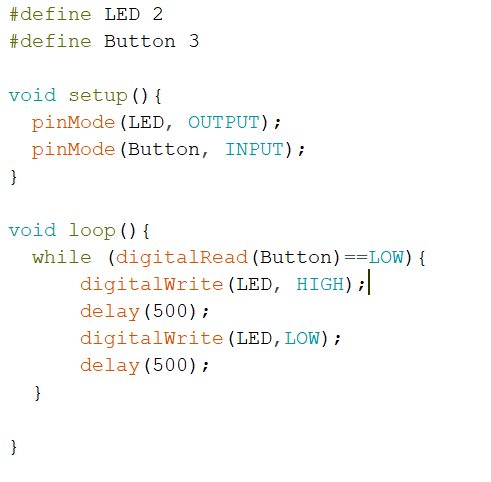 #define LED 2
#define Button 3
void setup(){
pinMode(LED, OUTPUT);
pinMode(Button, INPUT);
}
void loop(){
while (digitalRead(Button)==LOW){
digitalWrite(LED, HIGH);
delay(500);
digitalWrite(LED,LOW);
delay(500);
}
}